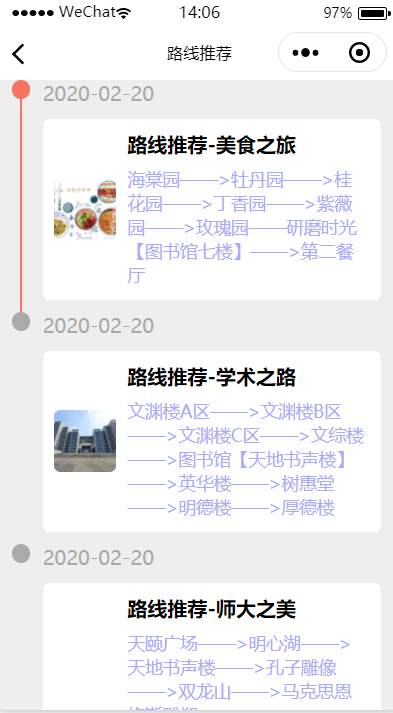 WeChat 14:06 97%
路线推荐
2020-02-20
路线推荐-美食之旅
海棠园——>牡丹园——>桂
花园——>丁香园——>紫薇
园——>玫瑰园——研磨时光
【图书馆七楼】——>第二餐
厅
2020-02-20
路线推荐-学术之路
文渊楼A区——>文渊楼B区
——>文渊楼C区——>文综楼
——>图书馆【天地书声楼】
——>英华楼——>树惠堂
——>明德楼——>厚德楼
2020-02-20
路线推荐-师大之美
天颐广场——>明心湖——>
天地书声楼——>孔子雕像
——>双龙山——>马克思恩